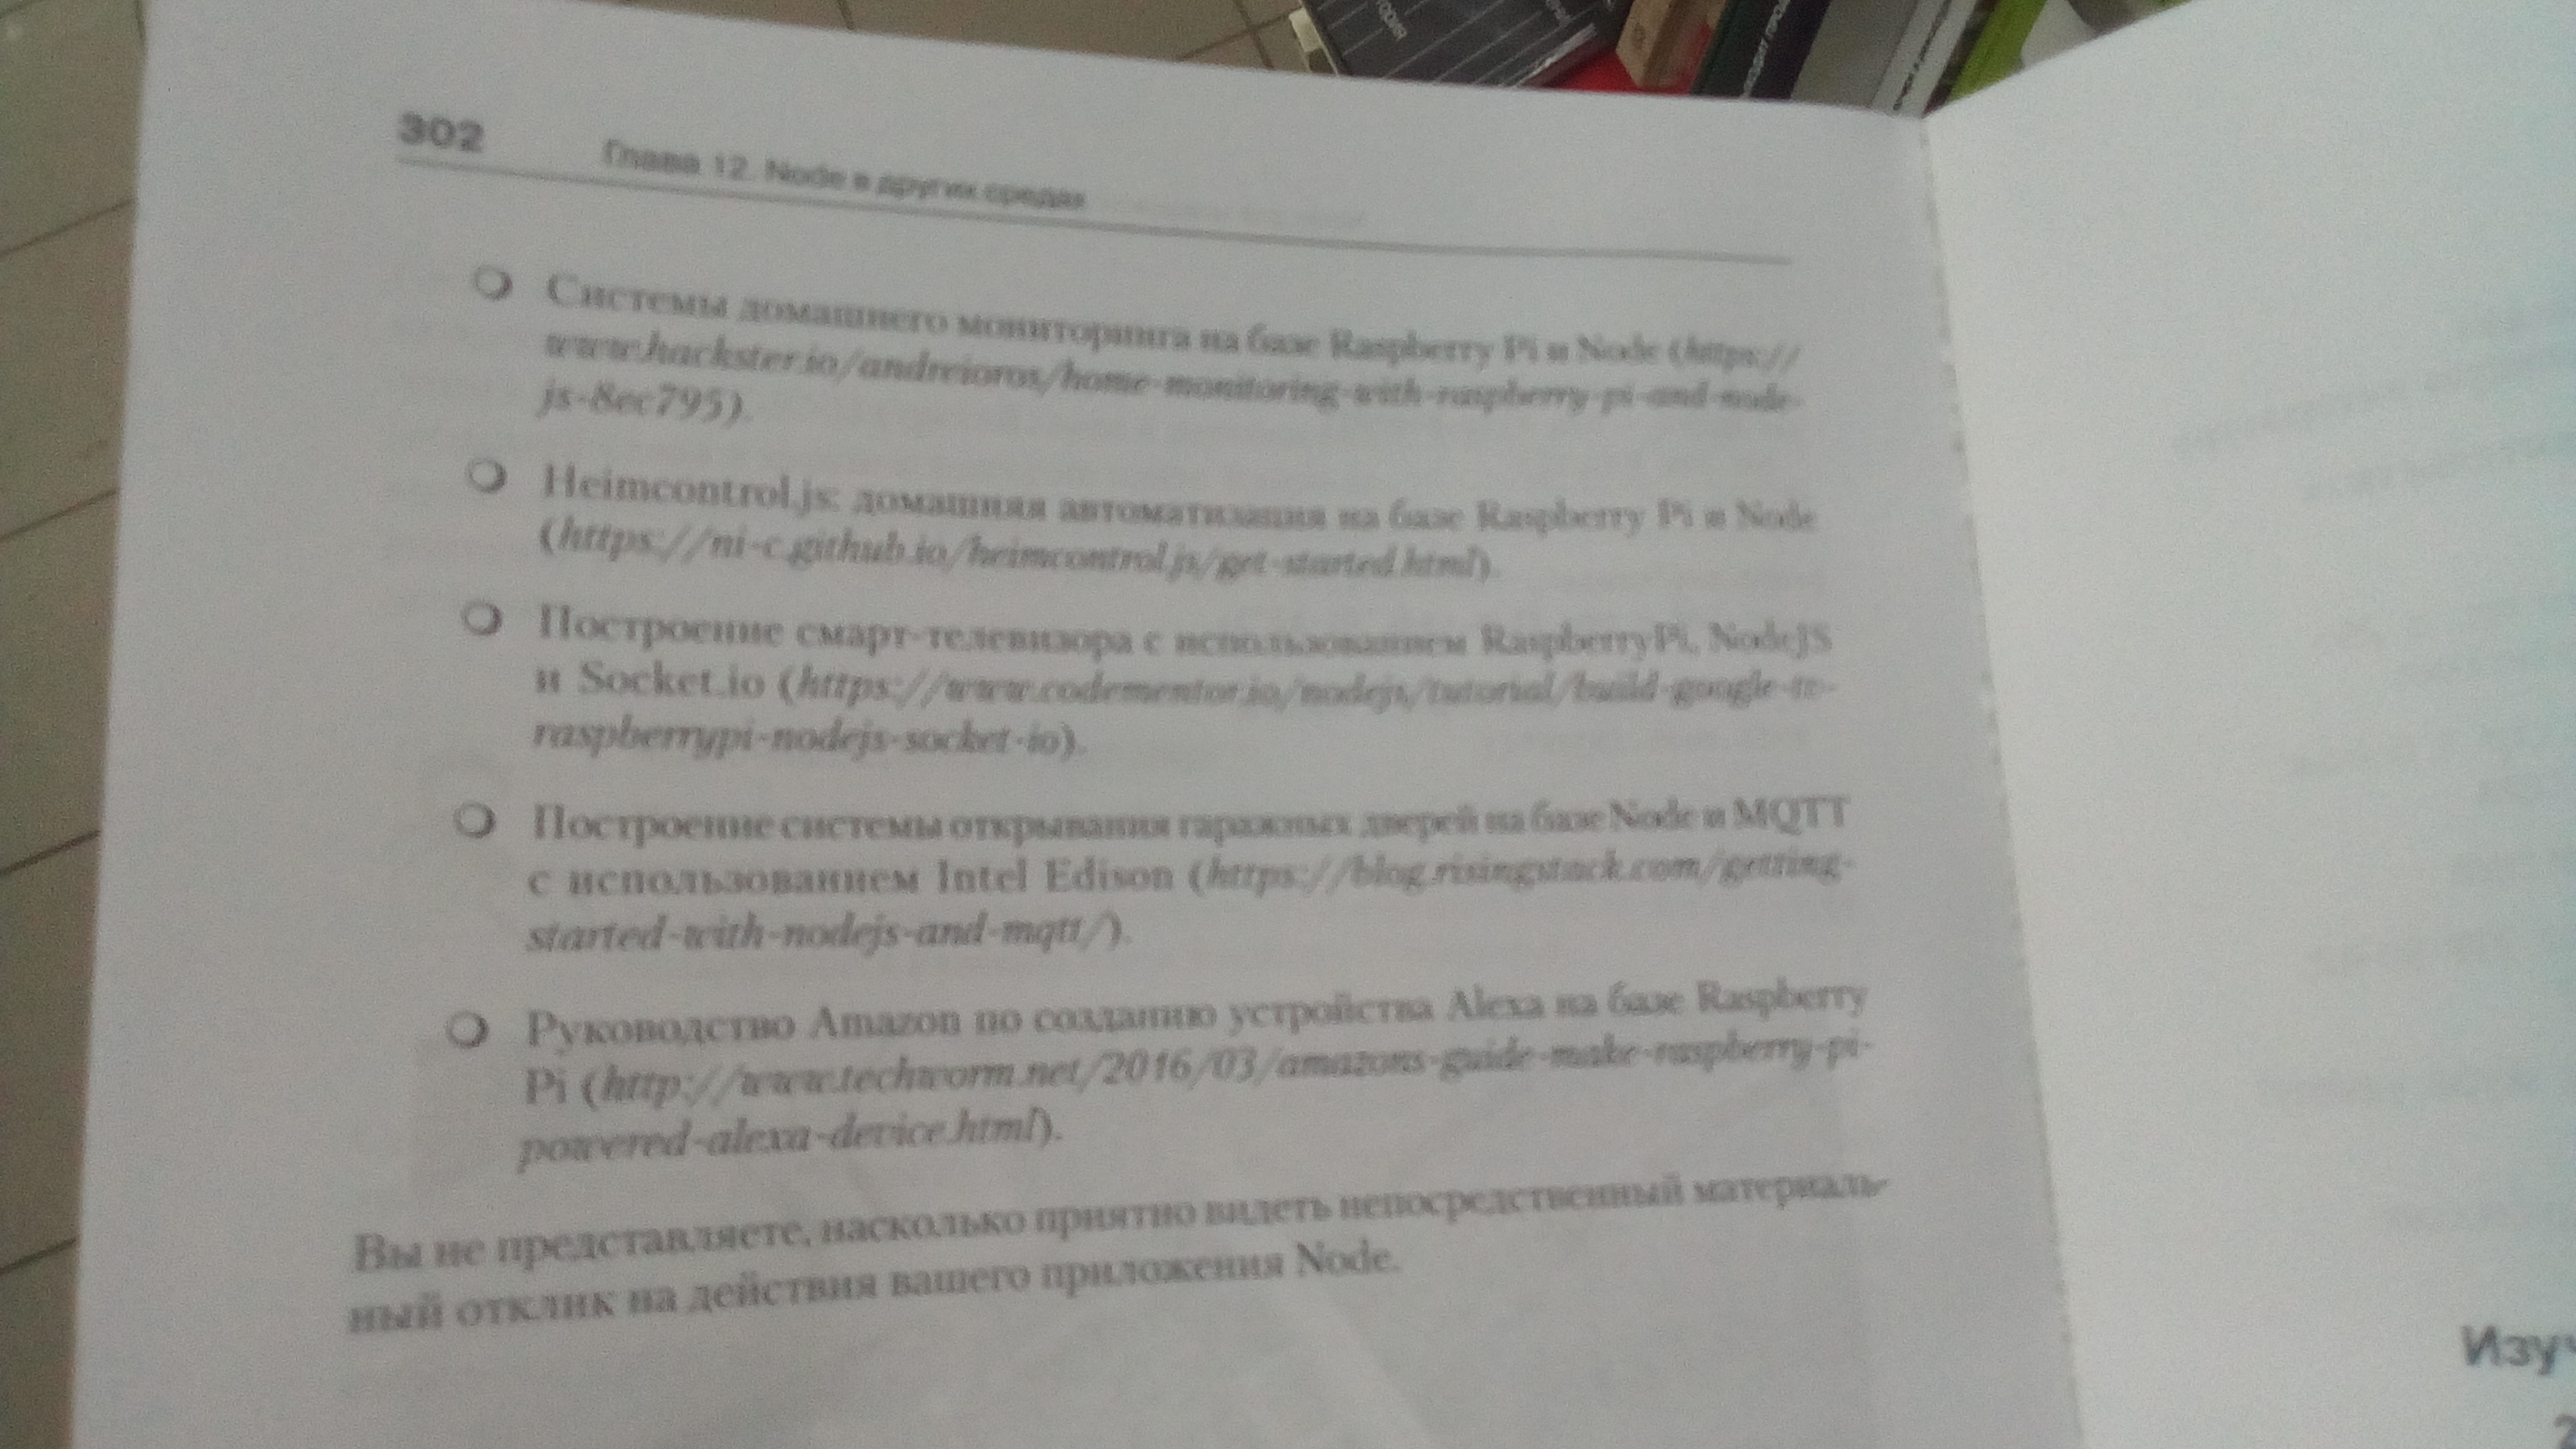 302
Глава 12. Node в других средах
Системы домашнего мониторинга на базе Raspberry Pi и Node (https://
www.hackster.io/andreioros/home-monitoring-with-raspberry-pi-and-node-
js-8ec795).
Heimcontrol.js: домашняя автоматизация на базе Raspberry Pi и Node
(https://ni-c.github.io/heimcontrol.js/get-started.html).
Построение смарт-телевизора с использованием RaspberryPi, NodeJS
и Socket.io (https://www.codementor.io/nodejs/tutorial/build-google-tv-
raspberrypi-nodejs-socket-io).
Построение системы открывания гаражных дверей на базе Node и MQTT
с использованием Intel Edison (https://blog.risingstack.com/getting-
started-with-nodejs-and-mqtt/).
Руководство Amazon по созданию устройства Alexa на базе Raspberry
Pi (http://www.techworm.net/2016/03/amazons-guide-make-raspberry-pi-
powered-alexa-device.html).
Вы не представляете, насколько приятно видеть непосредственный материаль-
ный отклик на действия вашего приложения Node.
Изу